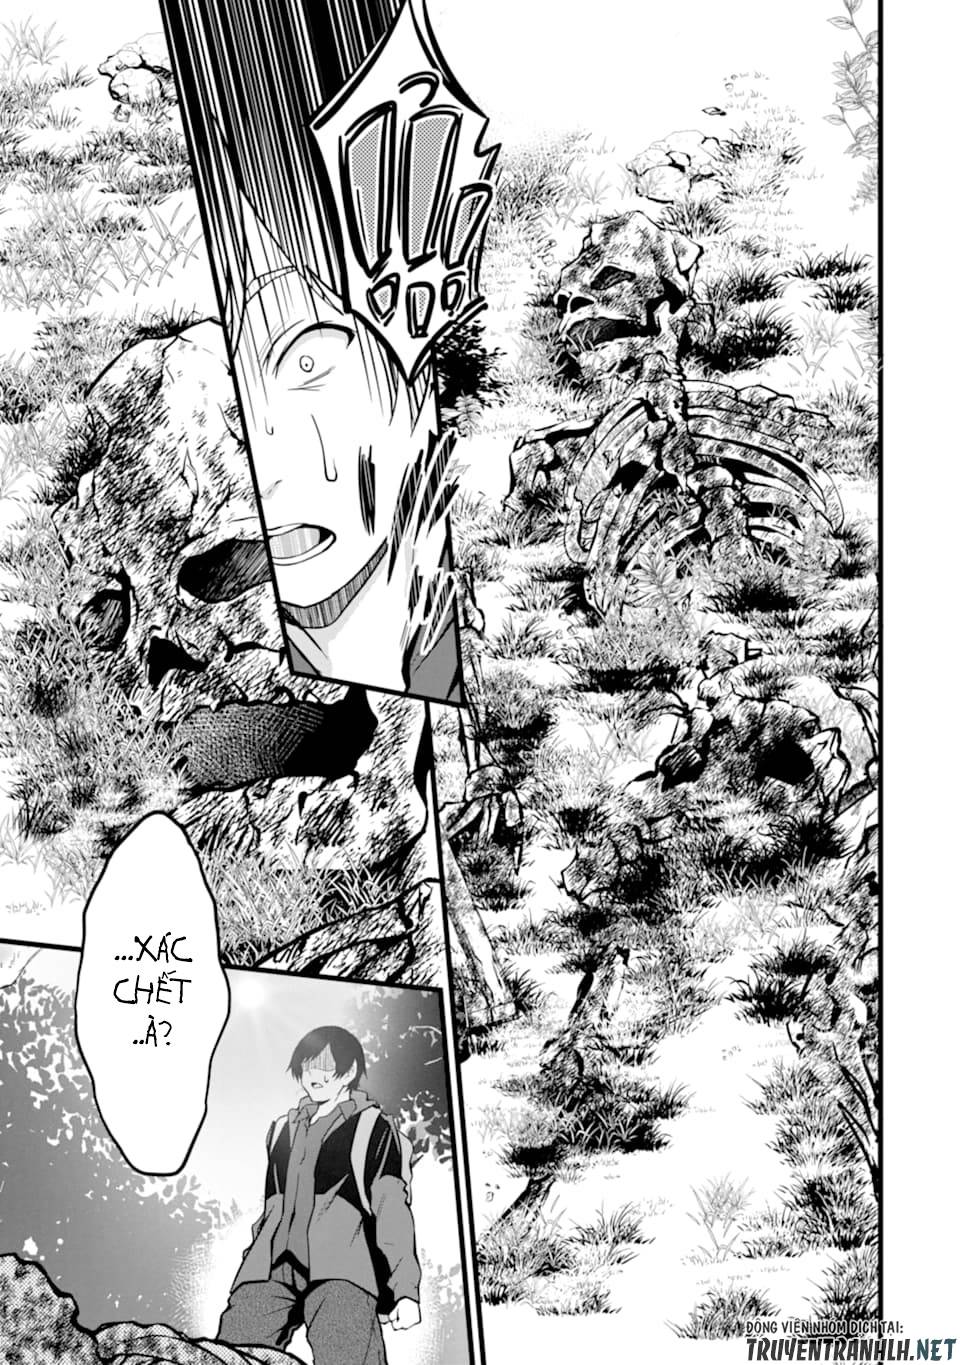 !!!
...XÁC
CHẾT
..À?
ĐỘNG VIÊN NHÓM DỊCH TẠI:
TRUYENTRANHLH.NET